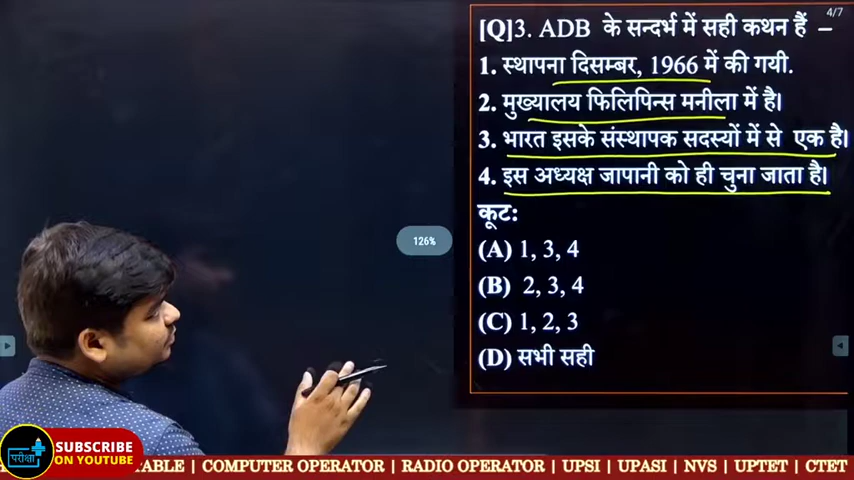 4/7
[Q]3. ADB के सन्दर्भ में सही कथन हैं –
1. स्थापना दिसम्बर, 1966 में की गयी.
2. मुख्यालय फिलिपिन्स मनीला में है।
3. भारत इसके संस्थापक सदस्यों में से एक है।
4. इस अध्यक्ष जापानी को ही चुना जाता है।
कूट:
(A) 1, 3, 4
(B) 2, 3, 4
(C) 1, 2, 3
(D) सभी सही
126%
परीक्षा
SUBSCRIBE
ON YOUTUBE
TABLE | COMPUTER OPERATOR | RADIO OPERATOR | UPSI | UPASI | NVS | UPTET | CTET